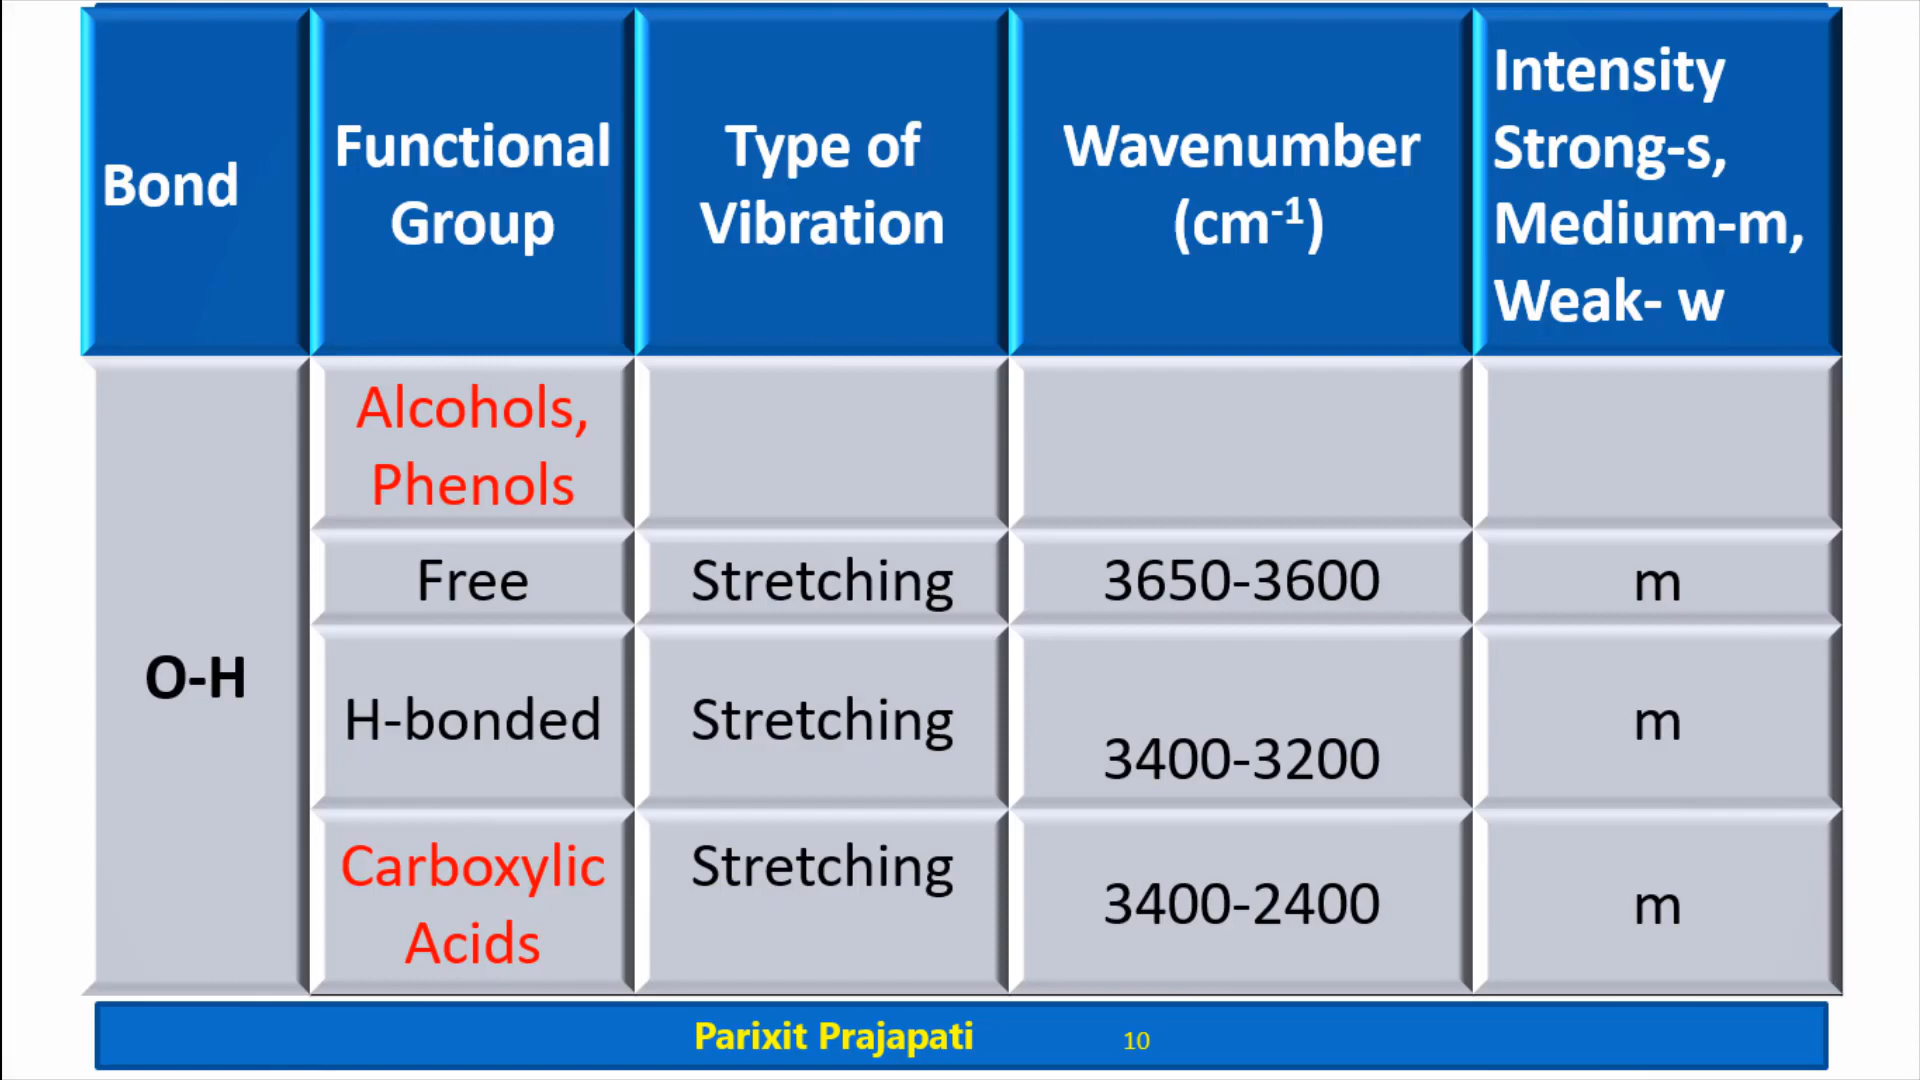 Bond
Functional
Group
Type of
Vibration
Wavenumber
(cm⁻¹)
Intensity
Strong-s,
Medium-m,
Weak- w
O-H
Alcohols,
Phenols
Free
Stretching
3650-3600
m
H-bonded
Stretching
3400-3200
m
Carboxylic
Acids
Stretching
3400-2400
m
Parixit Prajapati
10